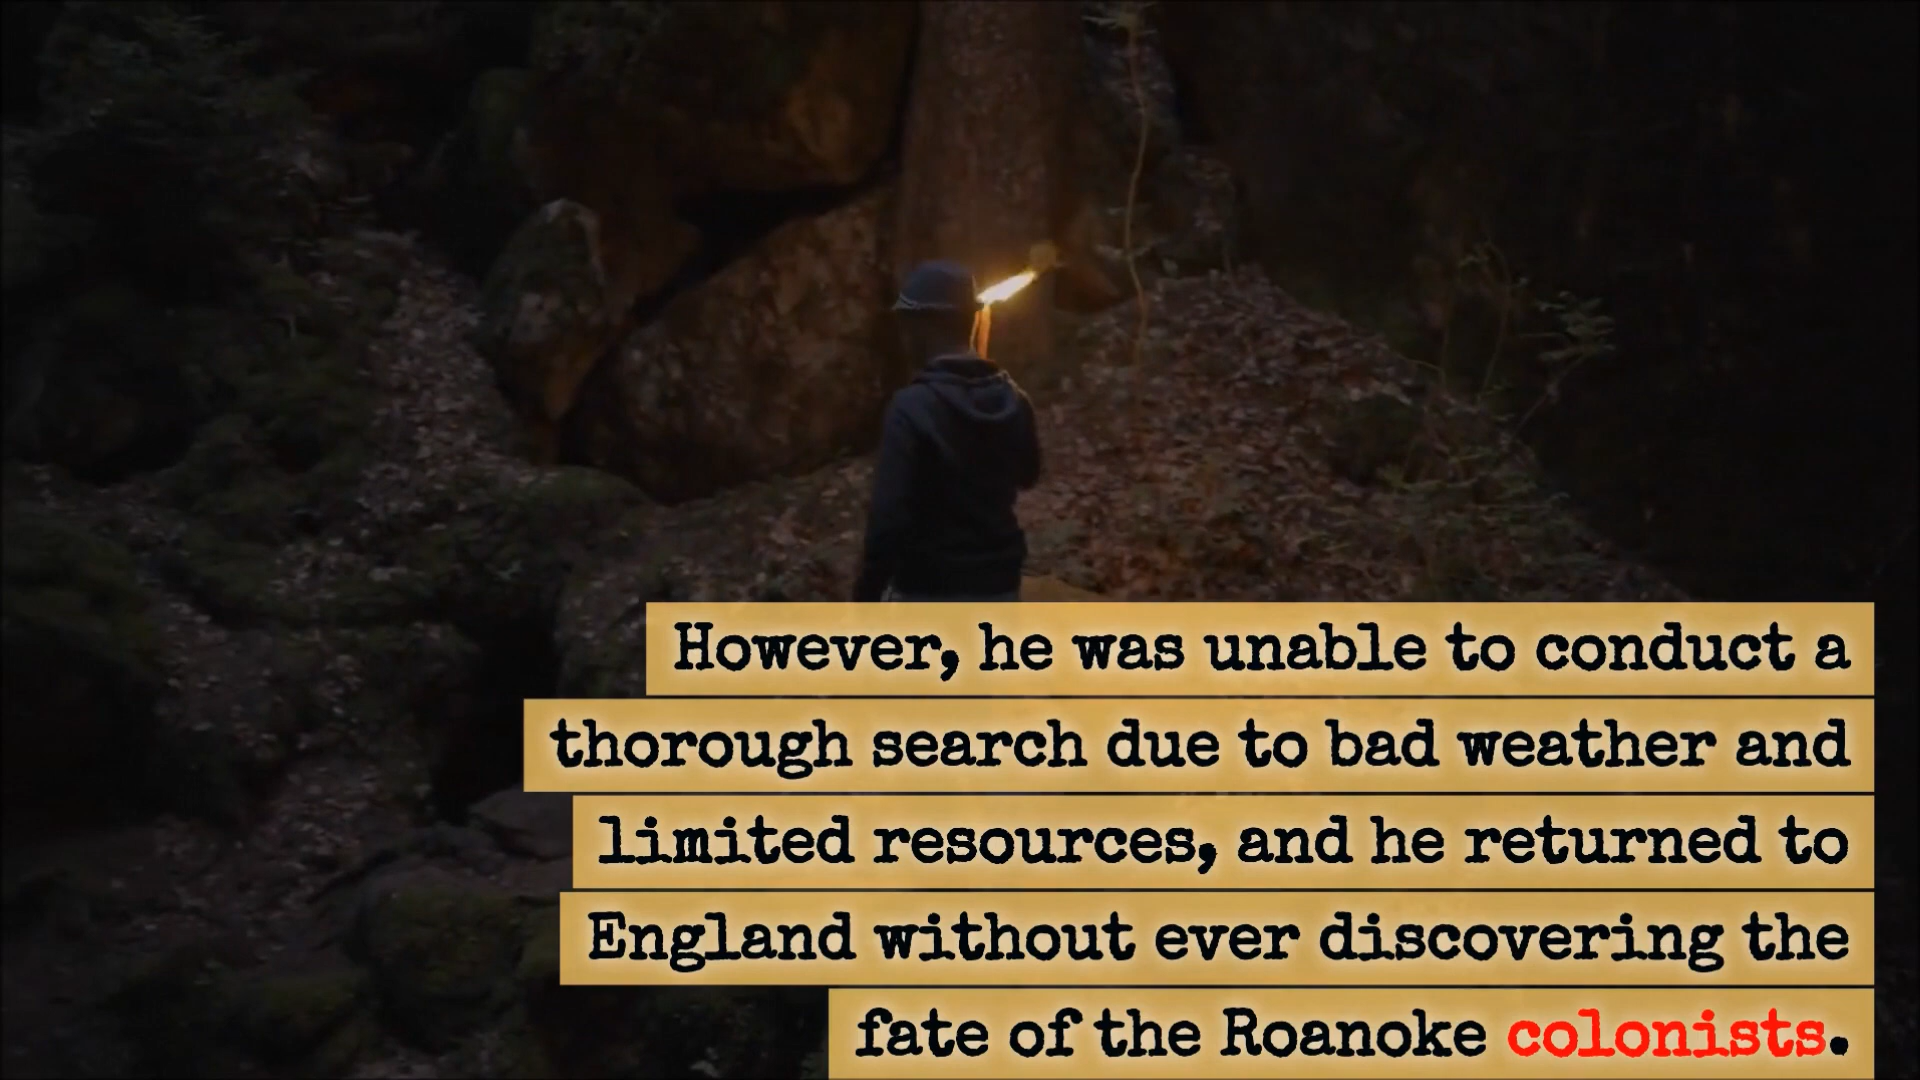 However, he was unable to conduct a
thorough search due to bad weather and
limited resources, and he returned to
England without ever discovering the
fate of the Roanoke colonists.